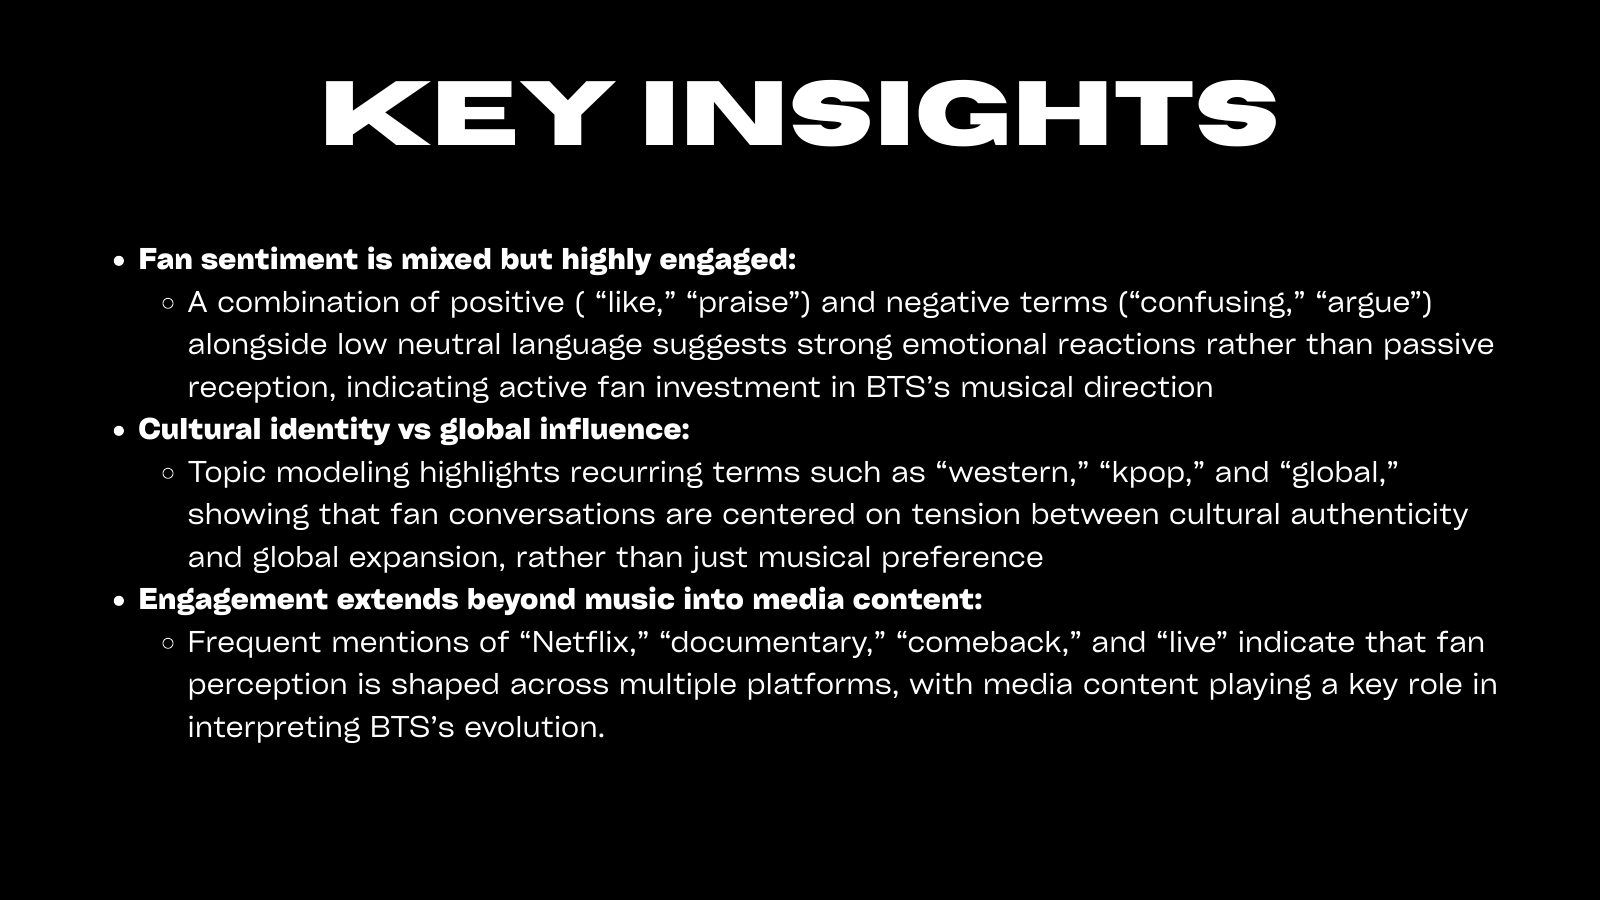 KEY INSIGHTS
• Fan sentiment is mixed but highly engaged:
◦ A combination of positive ( “like,” “praise”) and negative terms (“confusing,” “argue”)
alongside low neutral language suggests strong emotional reactions rather than passive
reception, indicating active fan investment in BTS’s musical direction
• Cultural identity vs global influence:
◦ Topic modeling highlights recurring terms such as “western,” “kpop,” and “global,”
showing that fan conversations are centered on tension between cultural authenticity
and global expansion, rather than just musical preference
• Engagement extends beyond music into media content:
◦ Frequent mentions of “Netflix,” “documentary,” “comeback,” and “live” indicate that fan
perception is shaped across multiple platforms, with media content playing a key role in
interpreting BTS’s evolution.